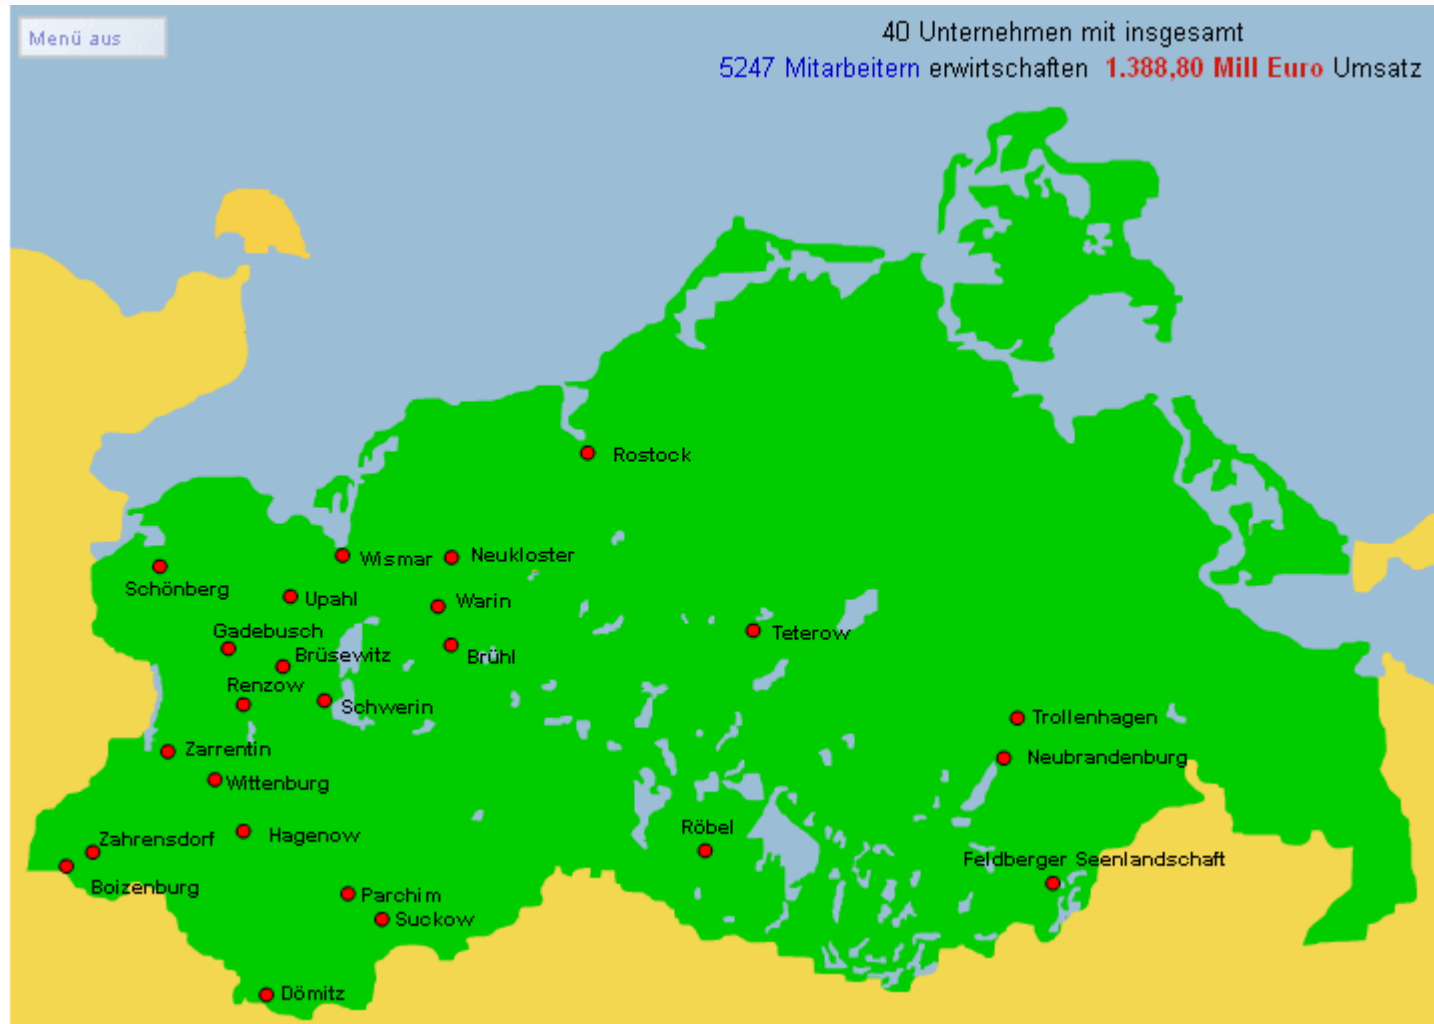 Menü aus
40 Unternehmen mit insgesamt
5247 Mitarbeitern erwirtschaften 1.388,80 Mill Euro Umsatz
Rostock
Wismar
Neukloster
Schönberg
Upahl
Warin
Gadebusch
Teterow
Brüsewitz
Brühl
Renzow
Schwerin
Trollenhagen
Zarrentin
Neubrandenburg
Wittenburg
Röbel
Hagenow
Zahrensdorf
Feldberger Seenlandschaft
Boizenburg
Parchim
Suckow
Dömitz